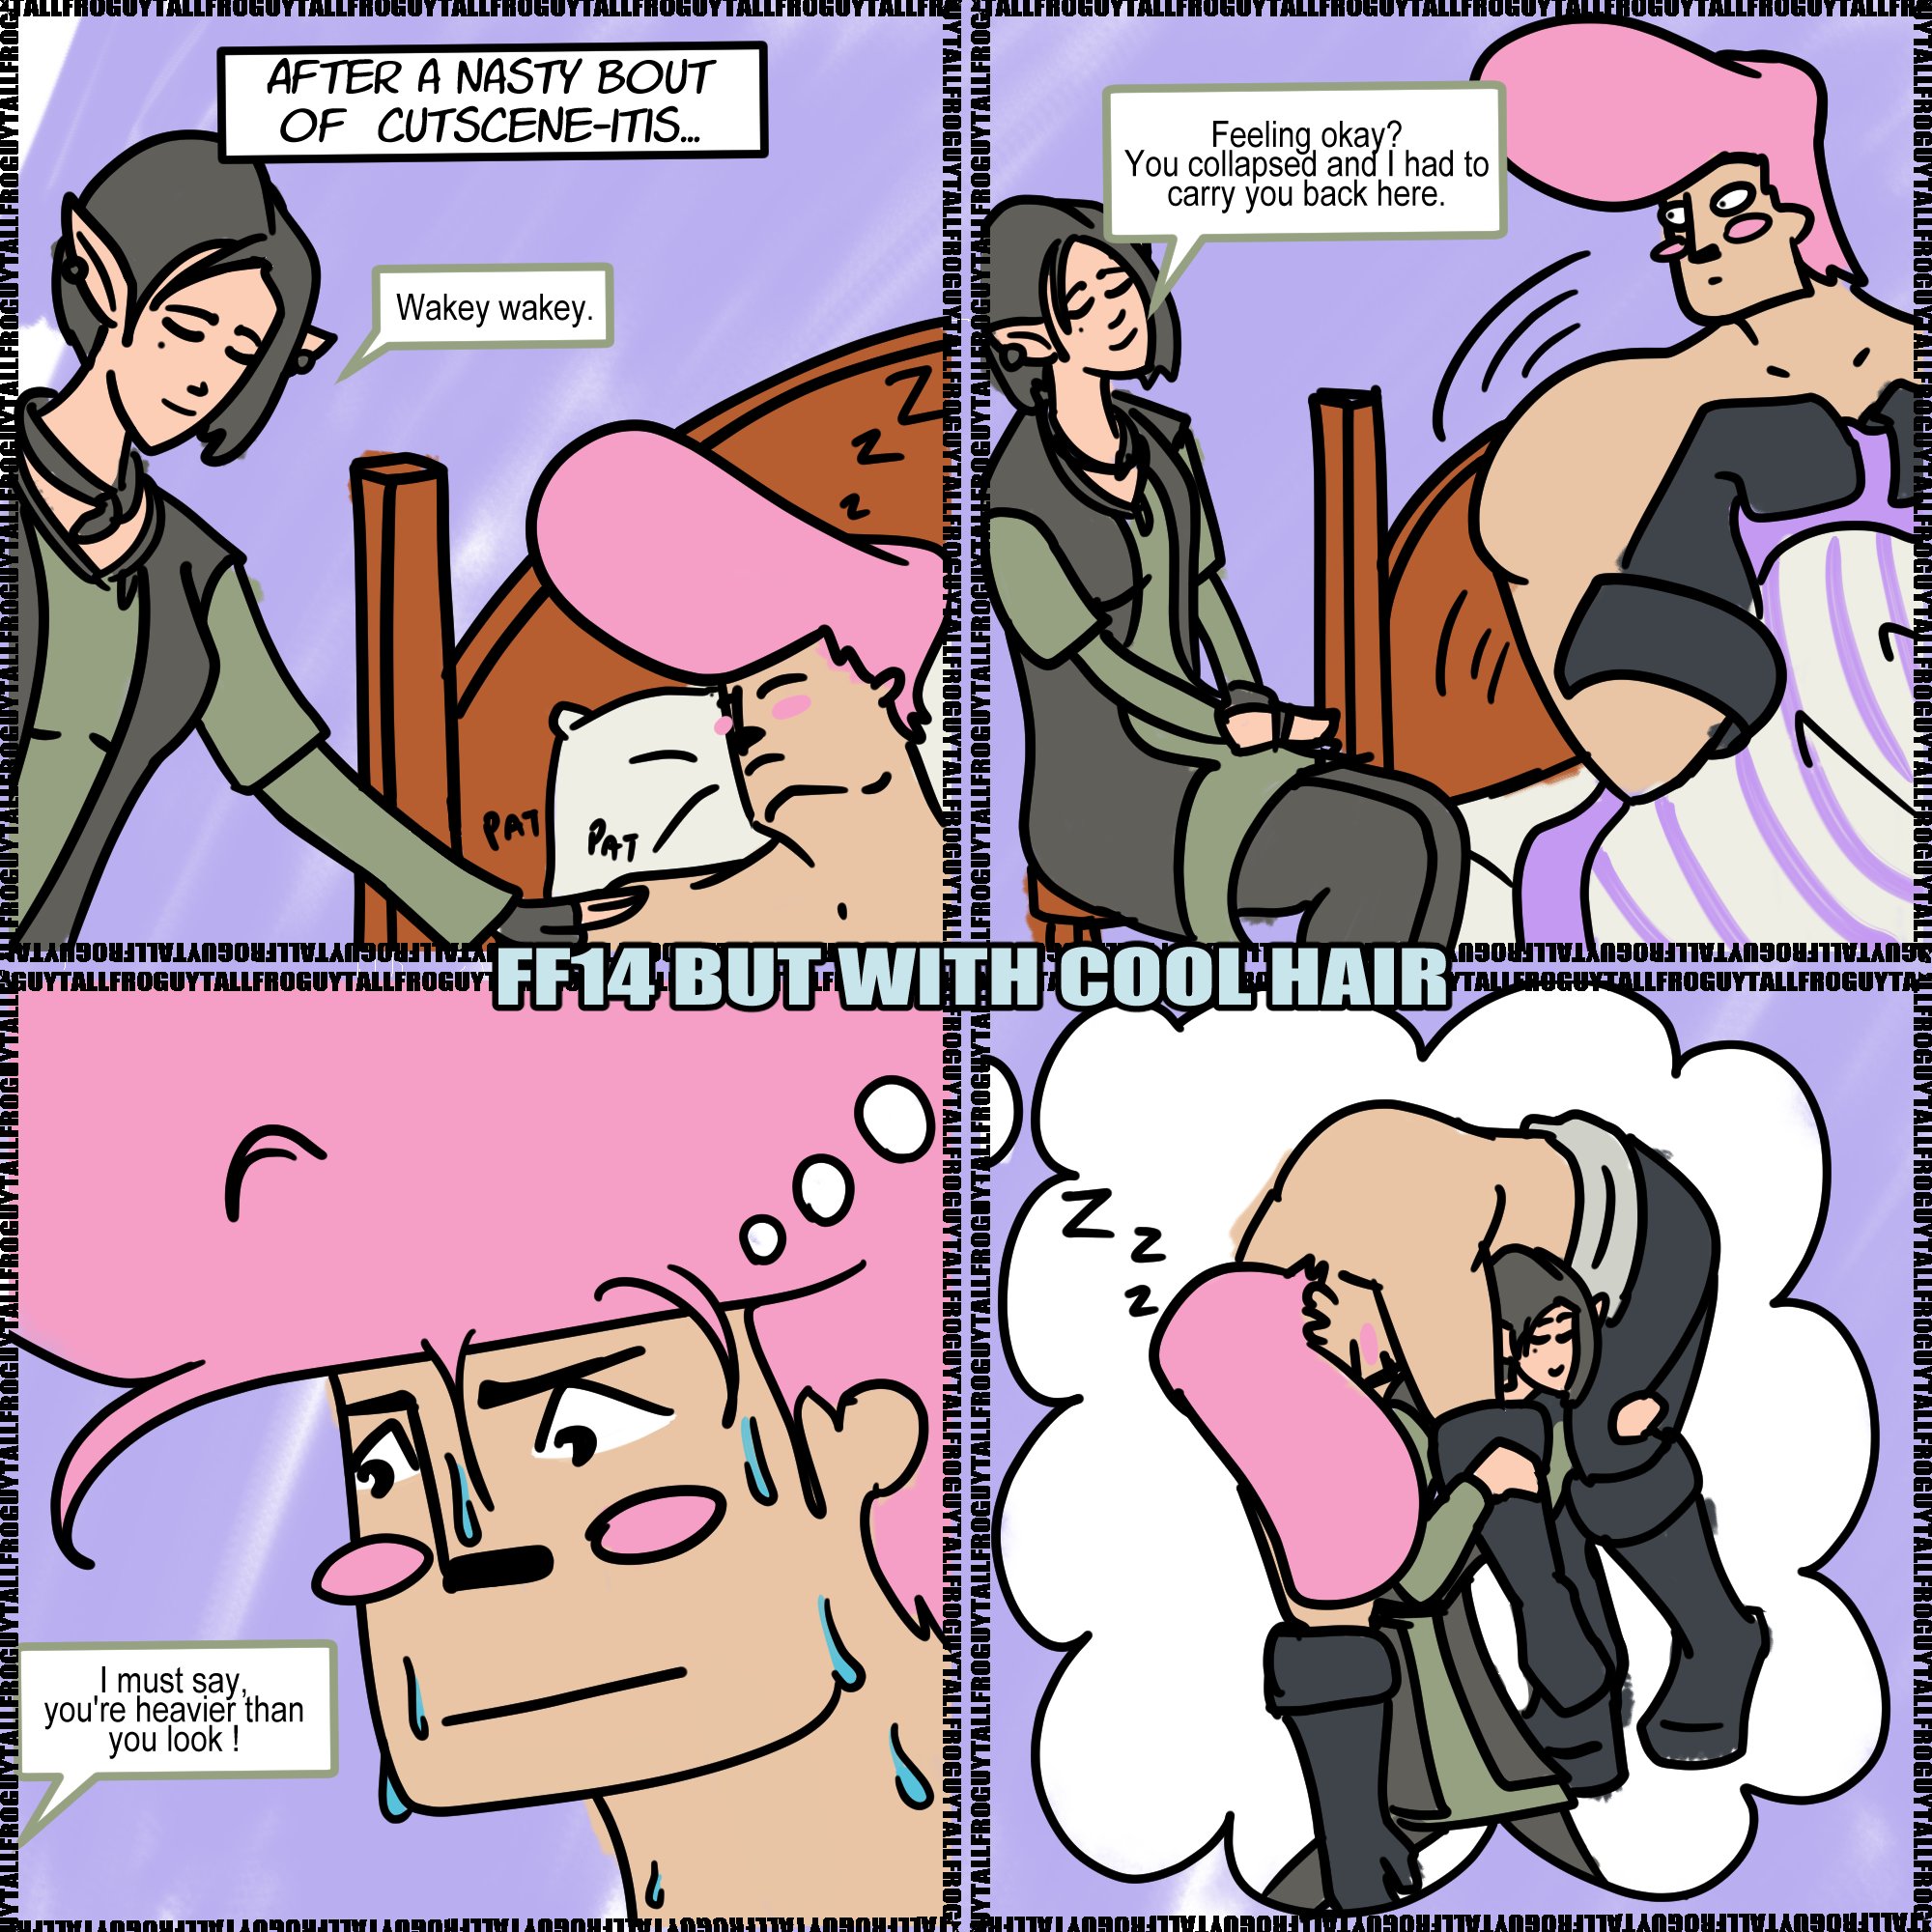 TALLFROGUYTALLFROGUYTALLFROGUYTALLFROGUYTALLFROGUYTALLFROGUY
AFTER A NASTY BOUT
OF CUTSCENE-ITIS...
Wakey wakey.
Z
Z
Z
PAT
PAT
Feeling okay?
You collapsed and I had to
carry you back here.
FF14 BUT WITH COOL HAIR
I must say,
you're heavier than
you look !
Z
Z
Z